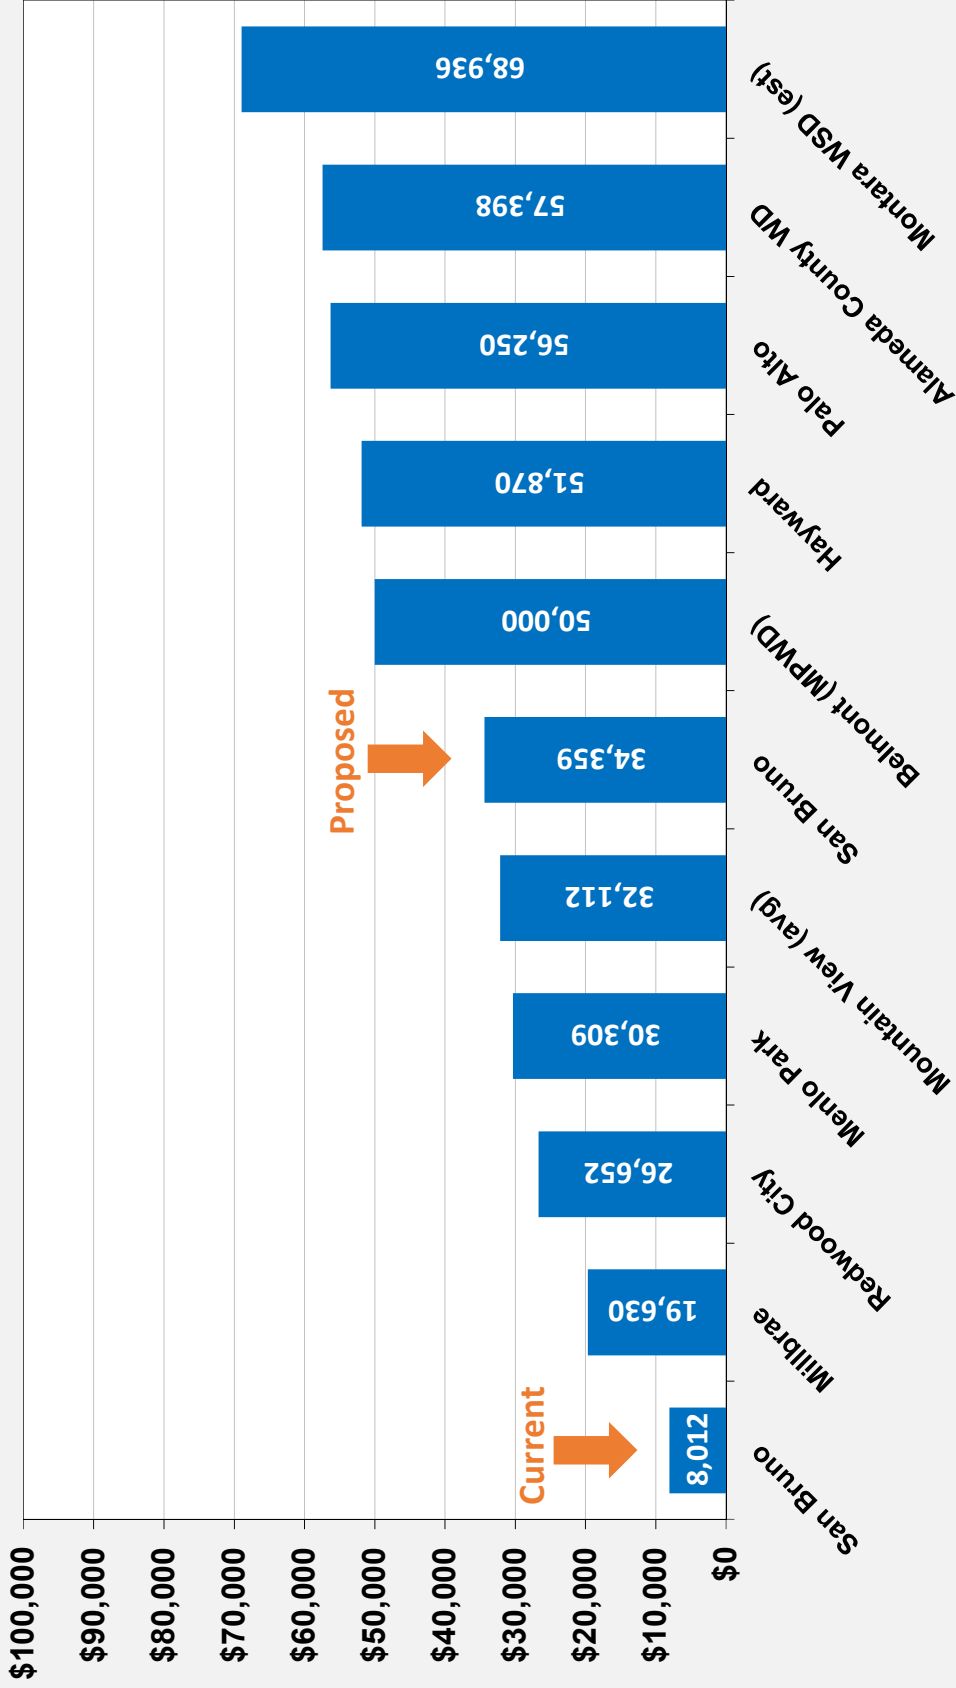 $100,000
$90,000
$80,000
$70,000
$60,000
$50,000
$40,000
$30,000
$20,000
$10,000
$0
Current
Proposed
8,012
19,630
26,652
30,309
32,112
34,359
50,000
51,870
56,250
57,398
68,936
San Bruno
Millbrae
Redwood City
Menlo Park
Mountain View (avg)
San Bruno
Belmont (MPWD)
Hayward
Palo Alto
Alameda County WD
Montara WSD (est)